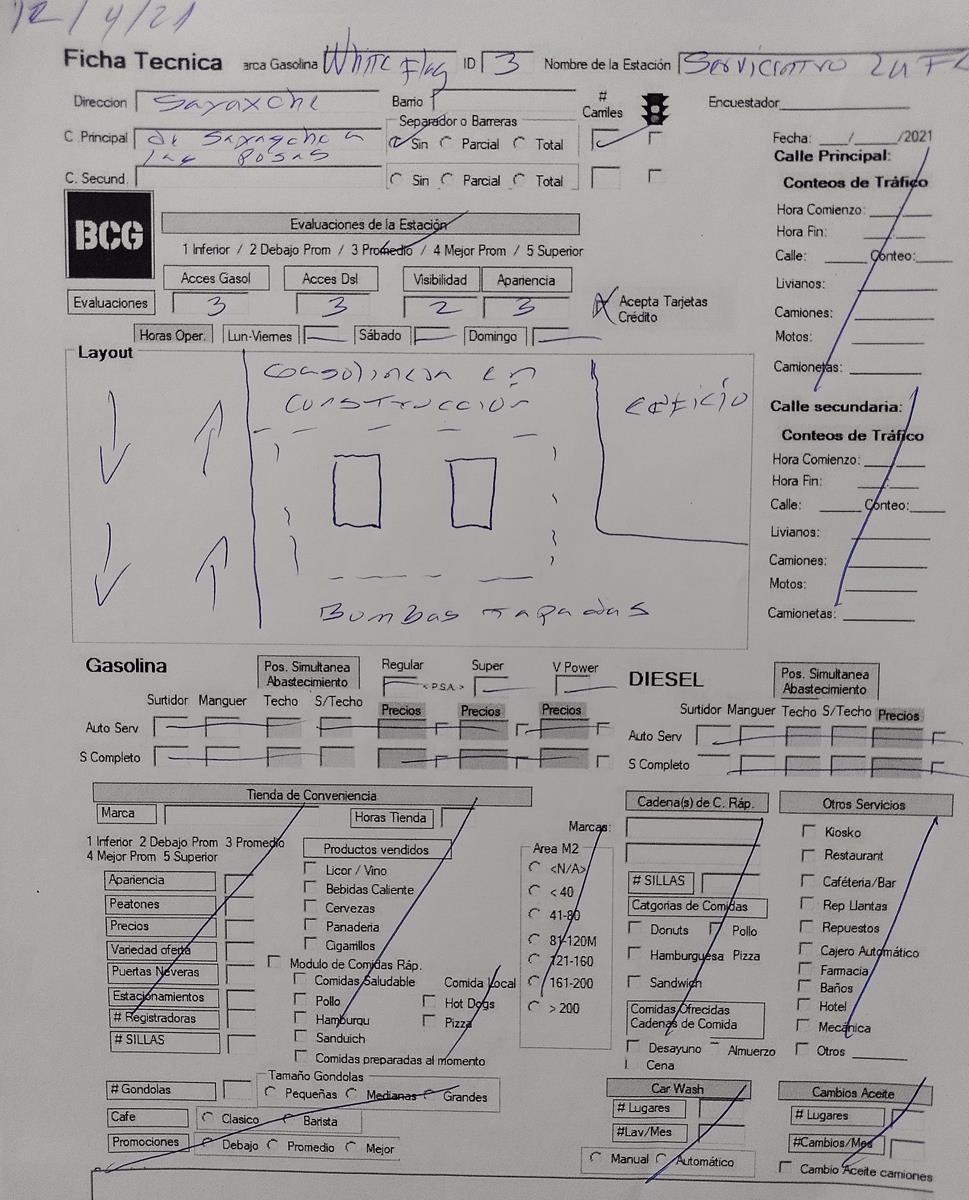 12/4/21
Ficha Tecnica arca Gasolina White Flag ID 3 Nombre de la Estación Servicentro La
Direccion Sayaxche Barrio # Carriles Encuestador
Separador o Barreras
C. Principal de Sayaxche a Sin Parcial Total Fecha: __/__/2021
las Posas Calle Principal:
C. Secund. Sin Parcial Total Conteos de Tráfico
BCG
Evaluaciones de la Estación Hora Comienzo:
Hora Fin:
1 Inferior / 2 Debajo Prom / 3 Promedio / 4 Mejor Prom / 5 Superior Calle: Conteo:
Acces Gasol Acces Dsl Visibilidad Apariencia Livianos:
Evaluaciones 3 3 2 3 Acepta Tarjetas Crédito Camiones:
Horas Oper. Lun-Viernes Sábado Domingo Motos:
Layout Camionetas:
Gasolinera en
Construccion
edificio
Bombas tapadas
Calle secundaria:
Conteos de Tráfico
Hora Comienzo:
Hora Fin:
Calle: Conteo:
Livianos:
Camiones:
Motos:
Camionetas:
Gasolina Pos. Simultanea Abastecimiento Regular Super V Power
< P.S.A. >
Surtidor Manguer Techo S/Techo Precios Precios Precios
Auto Serv
S Completo
DIESEL Pos. Simultanea Abastecimiento
Surtidor Manguer Techo S/Techo Precios
Auto Serv
S Completo
Tienda de Conveniencia
Marca Horas Tienda
1 Inferior 2 Debajo Prom 3 Promedio
4 Mejor Prom 5 Superior
Apariencia
Peatones
Precios
Variedad oferta
Puertas Neveras
Estacionamientos
# Registradoras
# SILLAS
Productos vendidos
Licor / Vino
Bebidas Caliente
Cervezas
Panaderia
Cigarrillos
Modulo de Comidas Ráp.
Comidas Saludable Comida Local
Pollo Hot Dogs
Hamburqu Pizza
Sanduich
Comidas preparadas al momento
Marcas:
Area M2
<N/A>
< 40
41-80
81-120M
121-160
161-200
> 200
Cadena(s) de C. Ráp.
# SILLAS
Catgorias de Comidas
Donuts Pollo
Hamburguesa Pizza
Sandwich
Comidas Ofrecidas
Cadenas de Comida
Desayuno Almuerzo
Cena
Otros Servicios
Kiosko
Restaurant
Caféteria/Bar
Rep Llantas
Repuestos
Cajero Automático
Farmacia
Baños
Hotel
Mecánica
Otros
# Gondolas Tamaño Gondolas
Pequeñas Medianas Grandes
Cafe Clasico Barista
Promociones Debajo Promedio Mejor
Car Wash
# Lugares
#Lav/Mes
Manual Automático
Cambios Aceite
# Lugares
#Cambios/Mes
Cambio Aceite camiones